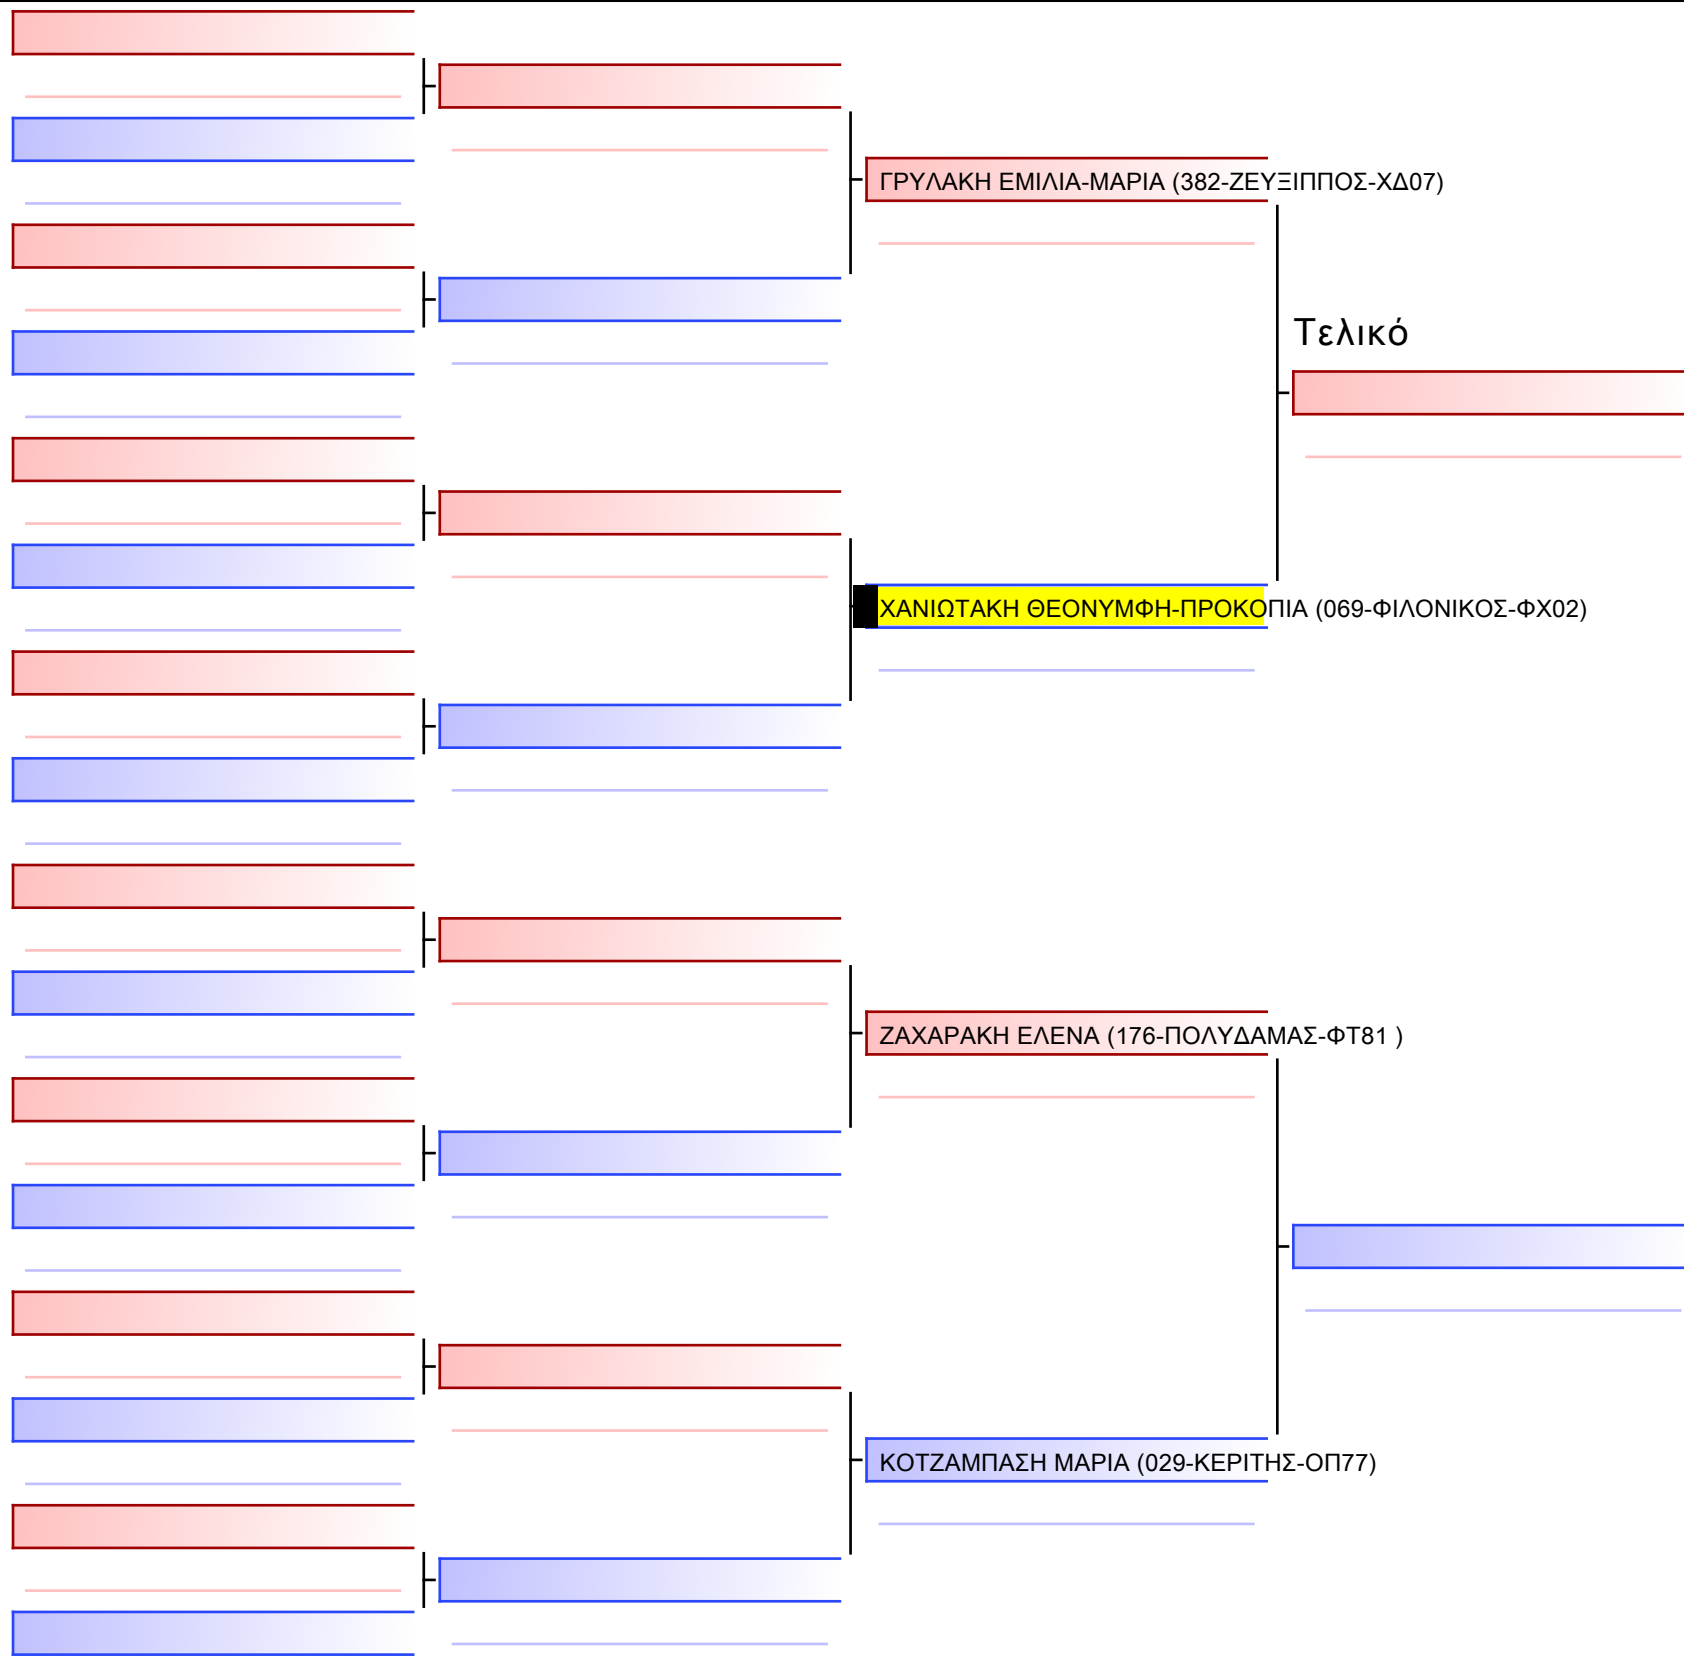 ΓΡΥΛΑΚΗ ΕΜΙΛΙΑ-ΜΑΡΙΑ (382-ΖΕΥΞΙΠΠΟΣ-ΧΔ07)
Τελικό
ΧΑΝΙΩΤΑΚΗ ΘΕΟΝΥΜΦΗ-ΠΡΟΚΟΠΙΑ (069-ΦΙΛΟΝΙΚΟΣ-ΦΧ02)
ΖΑΧΑΡΑΚΗ ΕΛΕΝΑ (176-ΠΟΛΥΔΑΜΑΣ-ΦΤ81 )
ΚΟΤΖΑΜΠΑΣΗ ΜΑΡΙΑ (029-ΚΕΡΙΤΗΣ-ΟΠ77)